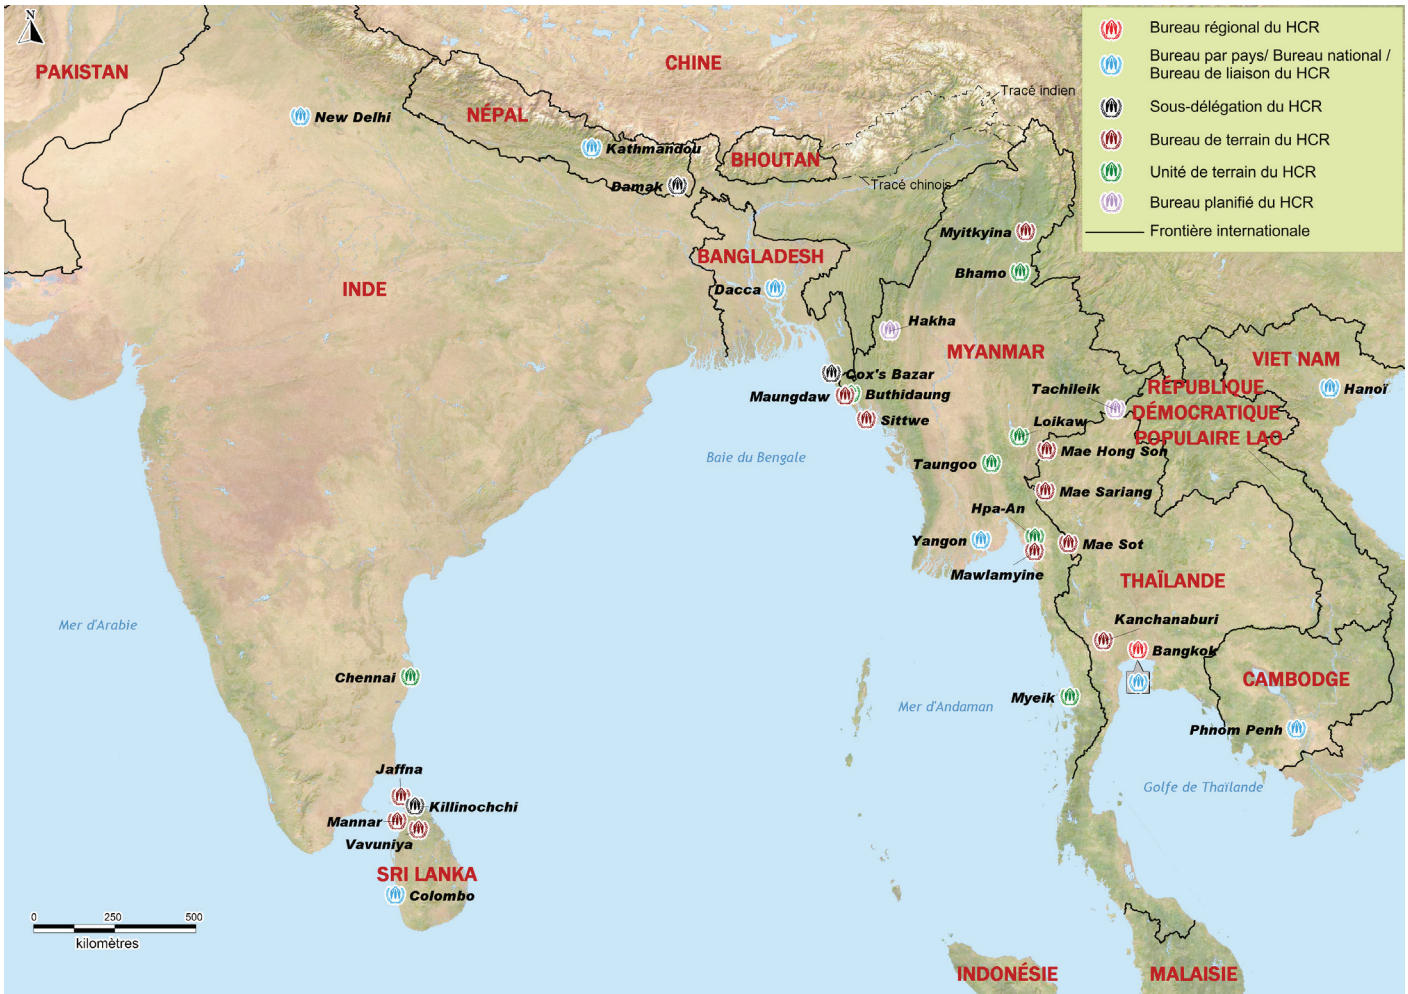 N
Bureau régional du HCR
Bureau par pays/ Bureau national /
Bureau de liaison du HCR
Sous-délégation du HCR
Bureau de terrain du HCR
Unité de terrain du HCR
Bureau planifié du HCR
Frontière internationale
PAKISTAN
CHINE
Tracé indien
NÉPAL
New Delhi
Kathmandou
BHOUTAN
Damak
Tracé chinois
Myitkyina
BANGLADESH
Bhamo
INDE
Dacca
Hakha
MYANMAR
VIET NAM
Cox's Bazar
Tachileik
RÉPUBLIQUE
Hanoï
Maungdaw
Buthidaung
DÉMOCRATIQUE
Sittwe
Loikaw
POPULAIRE LAO
Mae Hong Son
Baie du Bengale
Taungoo
Mae Sariang
Hpa-An
Yangon
Mae Sot
Mawlamyine
THAÏLANDE
Mer d'Arabie
Kanchanaburi
Bangkok
Chennai
CAMBODGE
Myeik
Mer d'Andaman
Phnom Penh
Jaffna
Golfe de Thaïlande
Killinochchi
Mannar
Vavuniya
SRI LANKA
Colombo
0 250 500
kilomètres
INDONÉSIE
MALAISIE